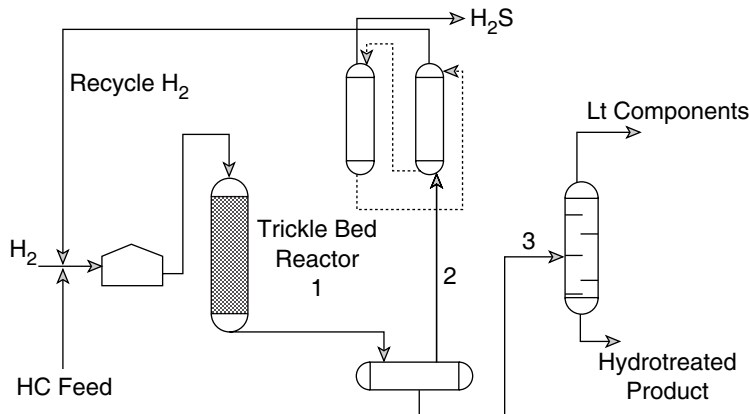 H₂S
Recycle H₂
Lt Components
Trickle Bed
Reactor
1
3
2
H₂
HC Feed
Hydrotreated
Product